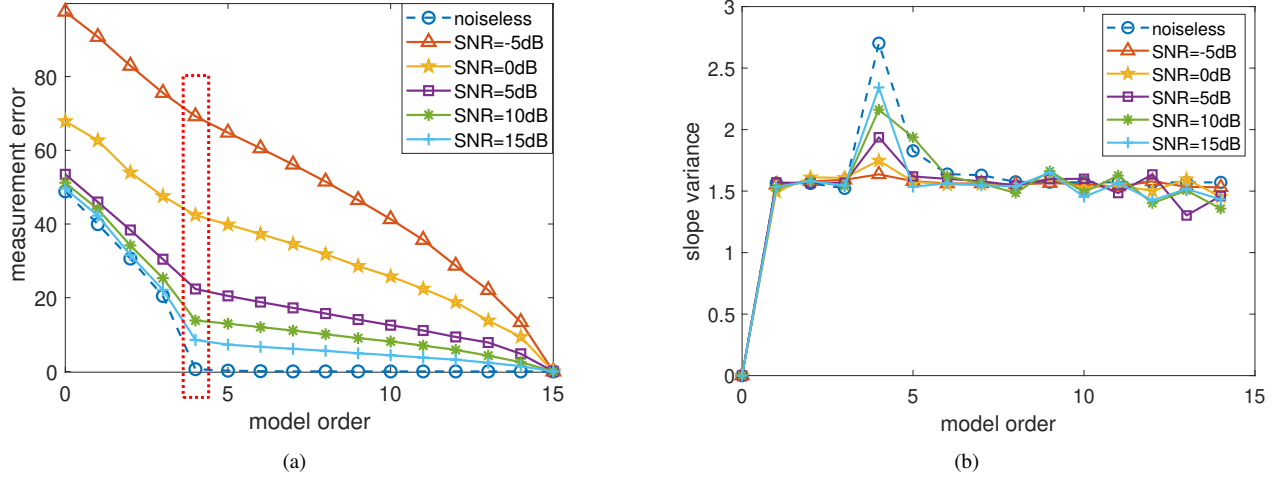 noiseless
SNR=-5dB
SNR=0dB
SNR=5dB
SNR=10dB
SNR=15dB
measurement error
80
60
40
20
0
0
5
10
15
model order
(a)
noiseless
SNR=-5dB
SNR=0dB
SNR=5dB
SNR=10dB
SNR=15dB
slope variance
3
2.5
2
1.5
1
0.5
0
0
5
10
15
model order
(b)